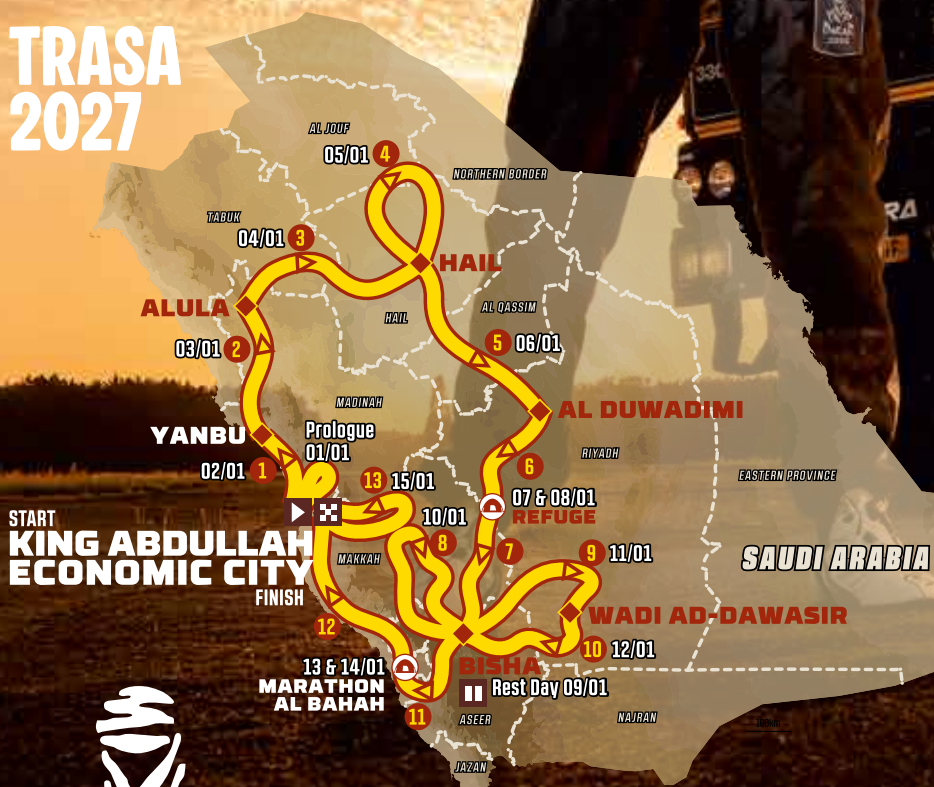 TRASA
2027
AL JOUF
05/01 4
NORTHERN BORDER
TABUK
04/01 3
HAIL
ALULA
AL QASSIM
HAIL
03/01 2
5 06/01
MADINAH
AL DUWADIMI
YANBU
Prologue
01/01
02/01 1
6
RIYADH
EASTERN PROVINCE
13 15/01
07 & 08/01
REFUGE
10/01
8
START
KING ABDULLAH
ECONOMIC CITY
FINISH
MAKKAH
7
9 11/01
SAUDI ARABIA
12
WADI AD-DAWASIR
10 12/01
13 & 14/01
MARATHON
AL BAHAH
BISHA
Rest Day 09/01
11
ASEER
NAJRAN
JAZAN
DAKAR